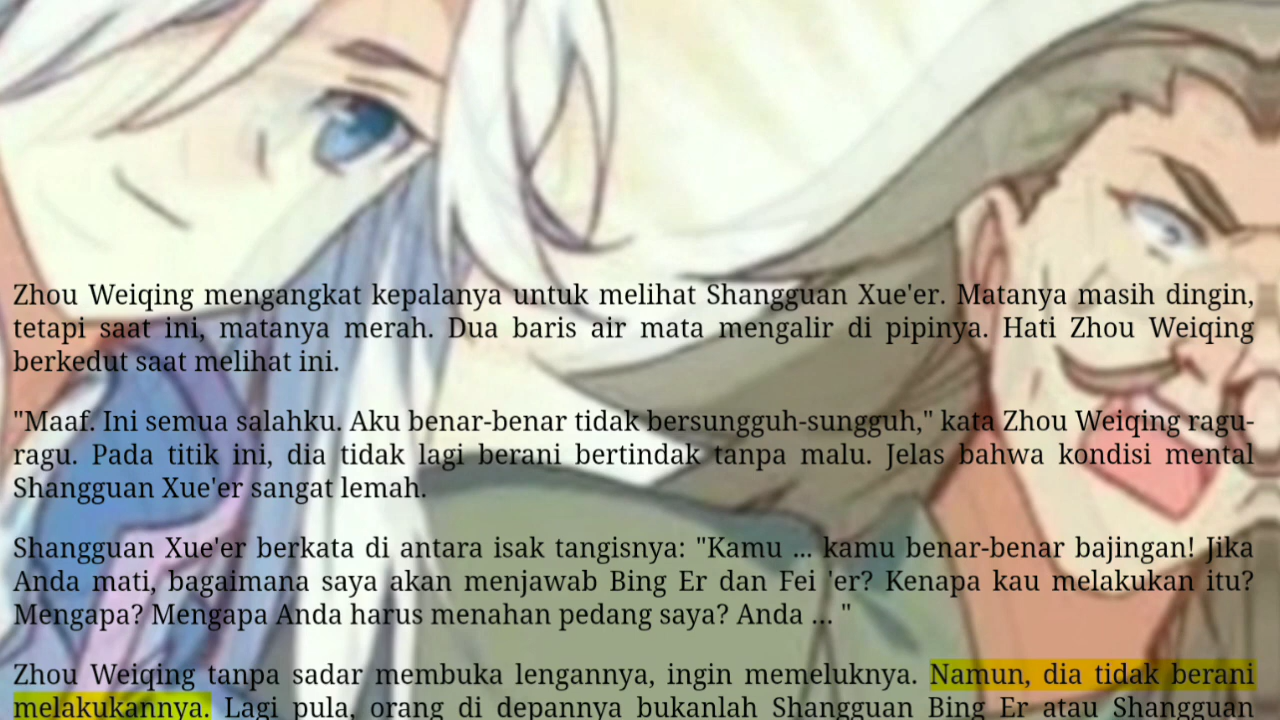 Zhou Weiqing mengangkat kepalanya untuk melihat Shangguan Xue'er. Matanya masih dingin,
tetapi saat ini, matanya merah. Dua baris air mata mengalir di pipinya. Hati Zhou Weiqing
berkedut saat melihat ini.
"Maaf. Ini semua salahku. Aku benar-benar tidak bersungguh-sungguh," kata Zhou Weiqing ragu-
ragu. Pada titik ini, dia tidak lagi berani bertindak tanpa malu. Jelas bahwa kondisi mental
Shangguan Xue'er sangat lemah.
Shangguan Xue'er berkata di antara isak tangisnya: "Kamu ... kamu benar-benar bajingan! Jika
Anda mati, bagaimana saya akan menjawab Bing Er dan Fei 'er? Kenapa kau melakukan itu?
Mengapa? Mengapa Anda harus menahan pedang saya? Anda ... "
Zhou Weiqing tanpa sadar membuka lengannya, ingin memeluknya. Namun, dia tidak berani
melakukannya. Lagi pula, orang di depannya bukanlah Shangguan Bing Er atau Shangguan